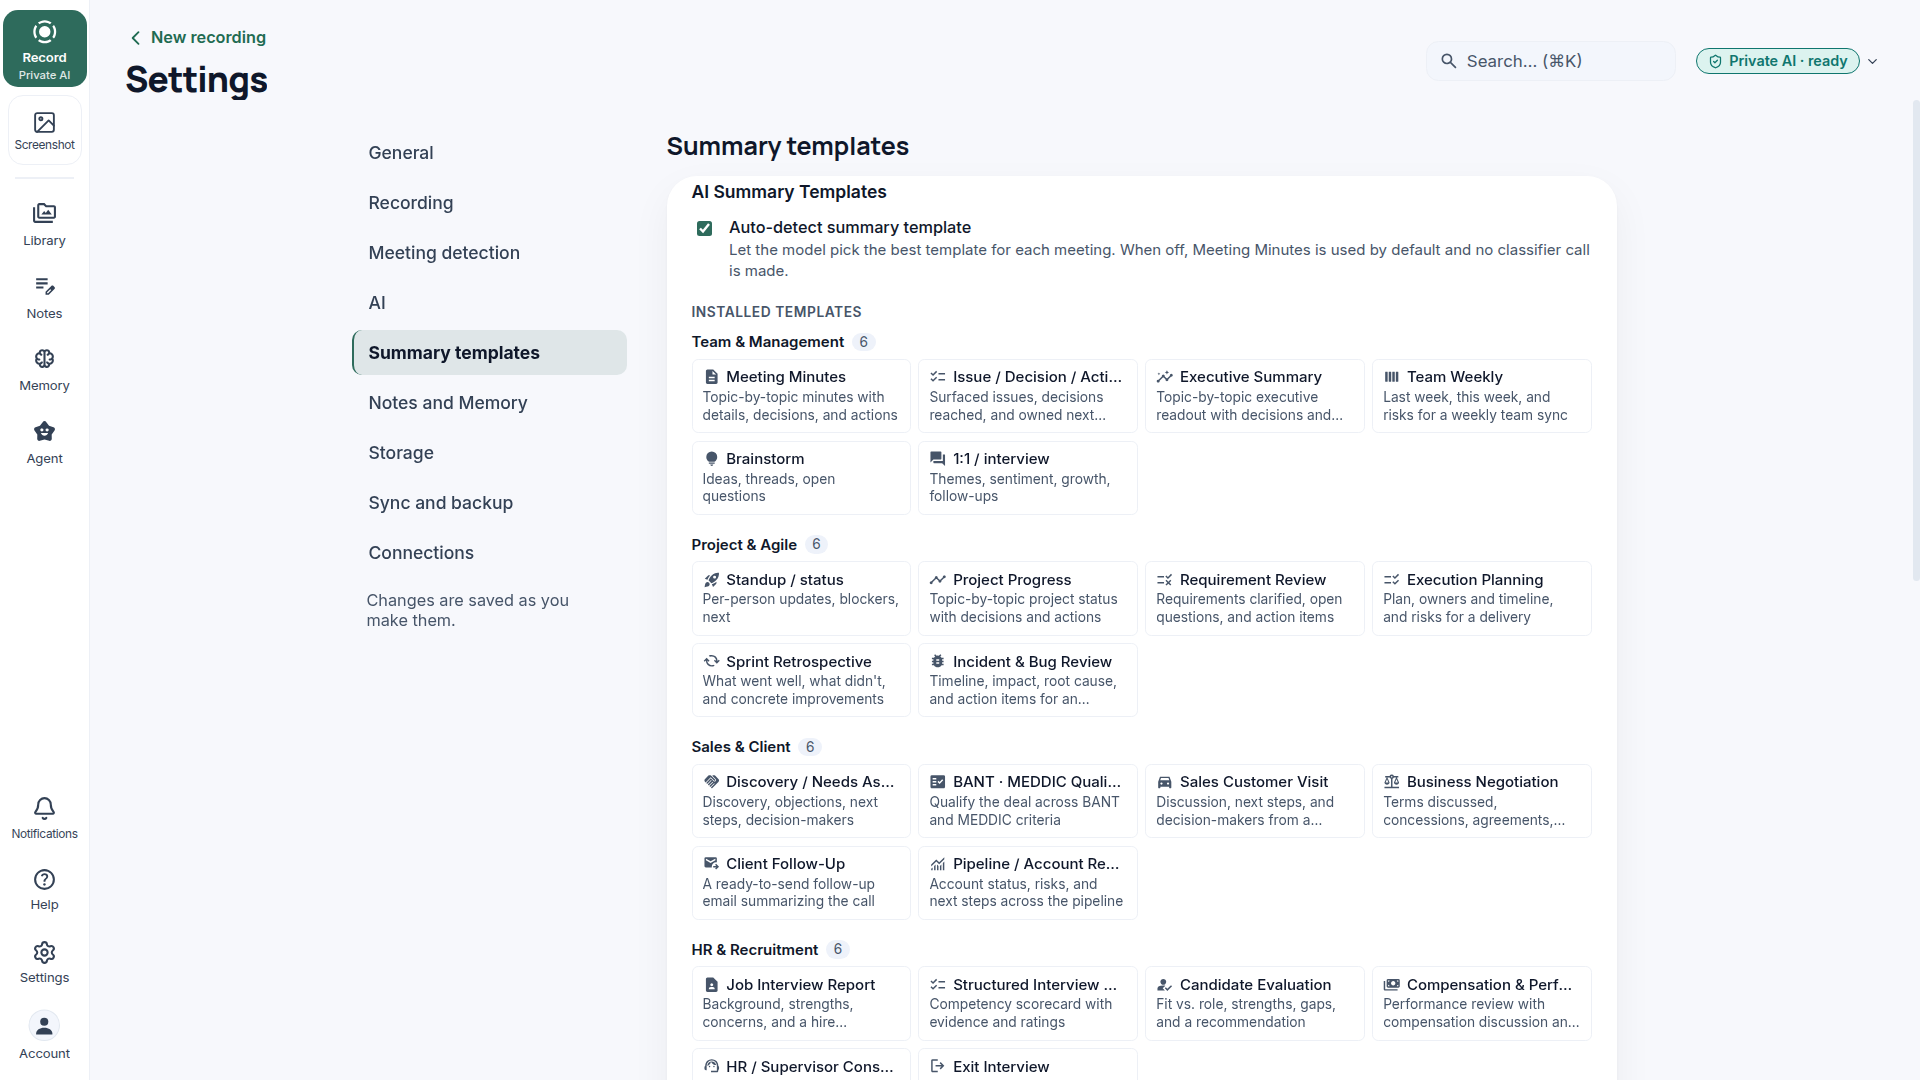 Record
Private AI
Screenshot
Library
Notes
Memory
Agent
Notifications
Help
Settings
Account
New recording
Settings
Search... (⌘K)
Private AI · ready
General
Recording
Meeting detection
AI
Summary templates
Notes and Memory
Storage
Sync and backup
Connections
Changes are saved as you
make them.
Summary templates
AI Summary Templates
Auto-detect summary template
Let the model pick the best template for each meeting. When off, Meeting Minutes is used by default and no classifier call
is made.
INSTALLED TEMPLATES
Team & Management 6
Meeting Minutes
Topic-by-topic minutes with
details, decisions, and actions
Issue / Decision / Acti...
Surfaced issues, decisions
reached, and owned next...
Executive Summary
Topic-by-topic executive
readout with decisions and...
Team Weekly
Last week, this week, and
risks for a weekly team sync
Brainstorm
Ideas, threads, open
questions
1:1 / interview
Themes, sentiment, growth,
follow-ups
Project & Agile 6
Standup / status
Per-person updates, blockers,
next
Project Progress
Topic-by-topic project status
with decisions and actions
Requirement Review
Requirements clarified, open
questions, and action items
Execution Planning
Plan, owners and timeline,
and risks for a delivery
Sprint Retrospective
What went well, what didn't,
and concrete improvements
Incident & Bug Review
Timeline, impact, root cause,
and action items for an...
Sales & Client 6
Discovery / Needs As...
Discovery, objections, next
steps, decision-makers
BANT · MEDDIC Quali...
Qualify the deal across BANT
and MEDDIC criteria
Sales Customer Visit
Discussion, next steps, and
decision-makers from a...
Business Negotiation
Terms discussed,
concessions, agreements,...
Client Follow-Up
A ready-to-send follow-up
email summarizing the call
Pipeline / Account Re...
Account status, risks, and
next steps across the pipeline
HR & Recruitment 6
Job Interview Report
Background, strengths,
concerns, and a hire...
Structured Interview ...
Competency scorecard with
evidence and ratings
Candidate Evaluation
Fit vs. role, strengths, gaps,
and a recommendation
Compensation & Perf...
Performance review with
compensation discussion an...
HR / Supervisor Cons...
Exit Interview